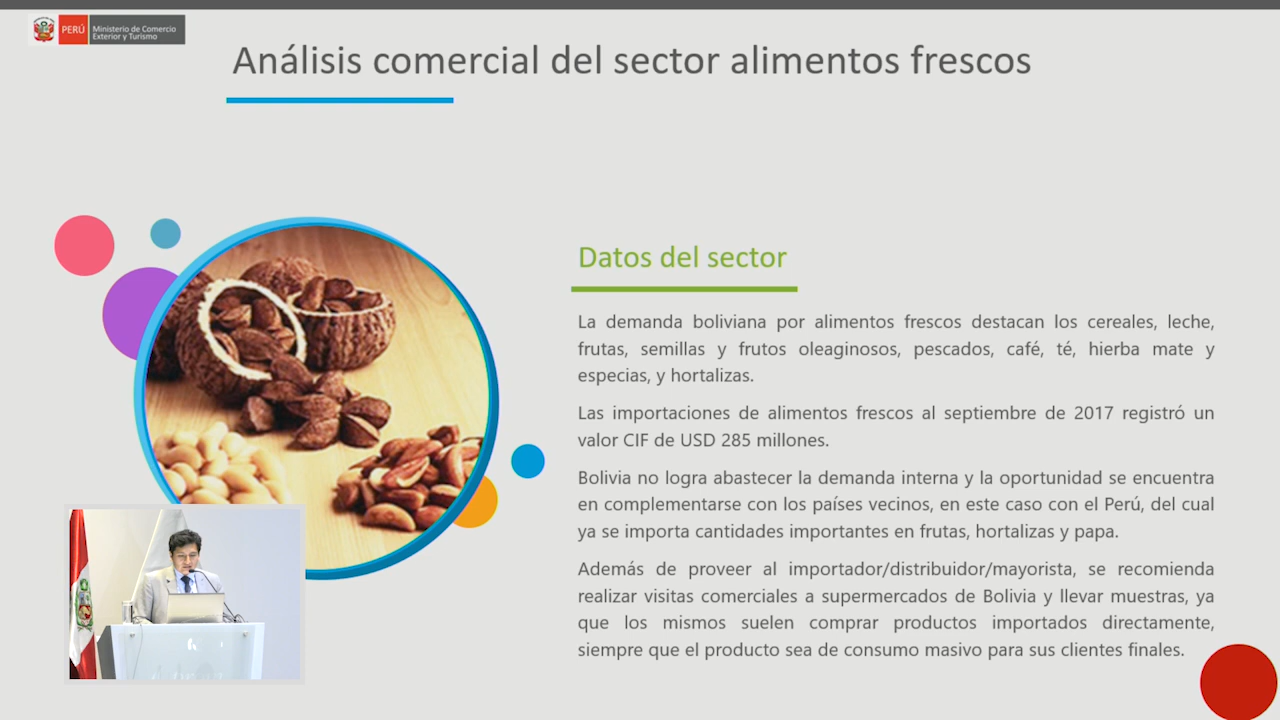 PERÚ
Ministerio de Comercio
Exterior y Turismo
Análisis comercial del sector alimentos frescos
Datos del sector
La demanda boliviana por alimentos frescos destacan los cereales, leche,
frutas, semillas y frutos oleaginosos, pescados, café, té, hierba mate y
especias, y hortalizas.
Las importaciones de alimentos frescos al septiembre de 2017 registró un
valor CIF de USD 285 millones.
Bolivia no logra abastecer la demanda interna y la oportunidad se encuentra
en complementarse con los países vecinos, en este caso con el Perú, del cual
ya se importa cantidades importantes en frutas, hortalizas y papa.
Además de proveer al importador/distribuidor/mayorista, se recomienda
realizar visitas comerciales a supermercados de Bolivia y llevar muestras, ya
que los mismos suelen comprar productos importados directamente,
siempre que el producto sea de consumo masivo para sus clientes finales.